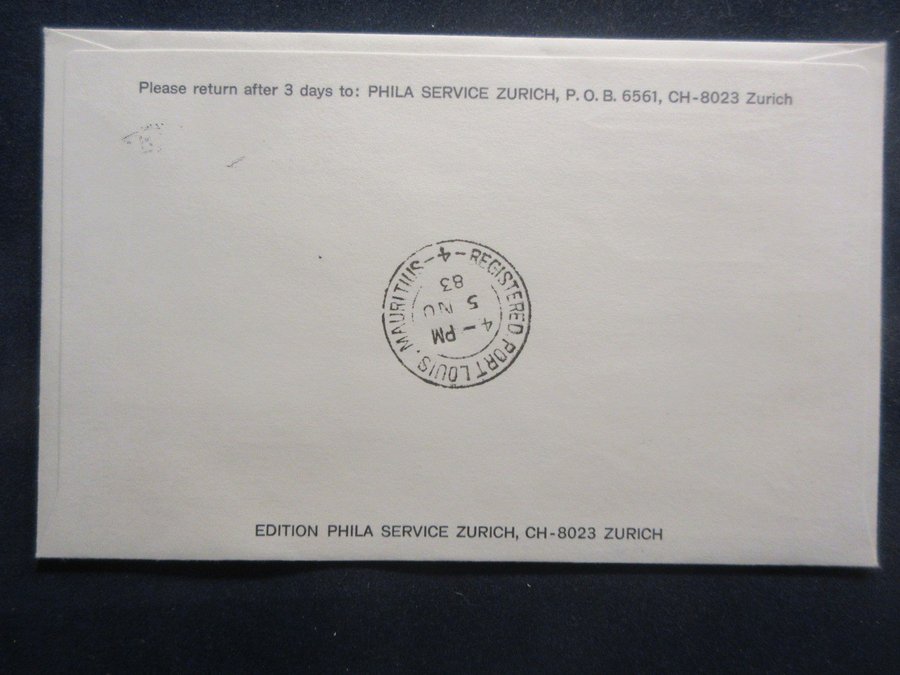 Please return after 3 days to: PHILA SERVICE ZURICH, P. O. B. 6561, CH-8023 Zurich
REGISTERED PORT LOUIS, MAURITIUS - 4 -
4 - PM
5 NO
83
EDITION PHILA SERVICE ZURICH, CH-8023 ZURICH